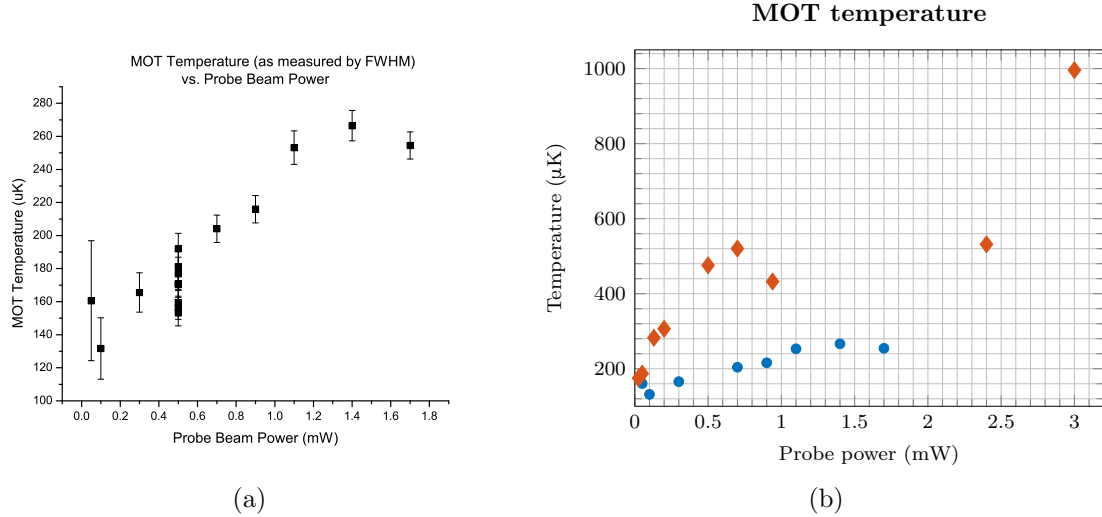 MOT Temperature (as measured by FWHM)
vs. Probe Beam Power
MOT Temperature (uK)
280
260
240
220
200
180
160
140
120
100
0.0 0.2 0.4 0.6 0.8 1.0 1.2 1.4 1.6 1.8
Probe Beam Power (mW)
(a)
MOT temperature
Temperature (µK)
1000
800
600
400
200
0 0.5 1 1.5 2 2.5 3
Probe power (mW)
(b)